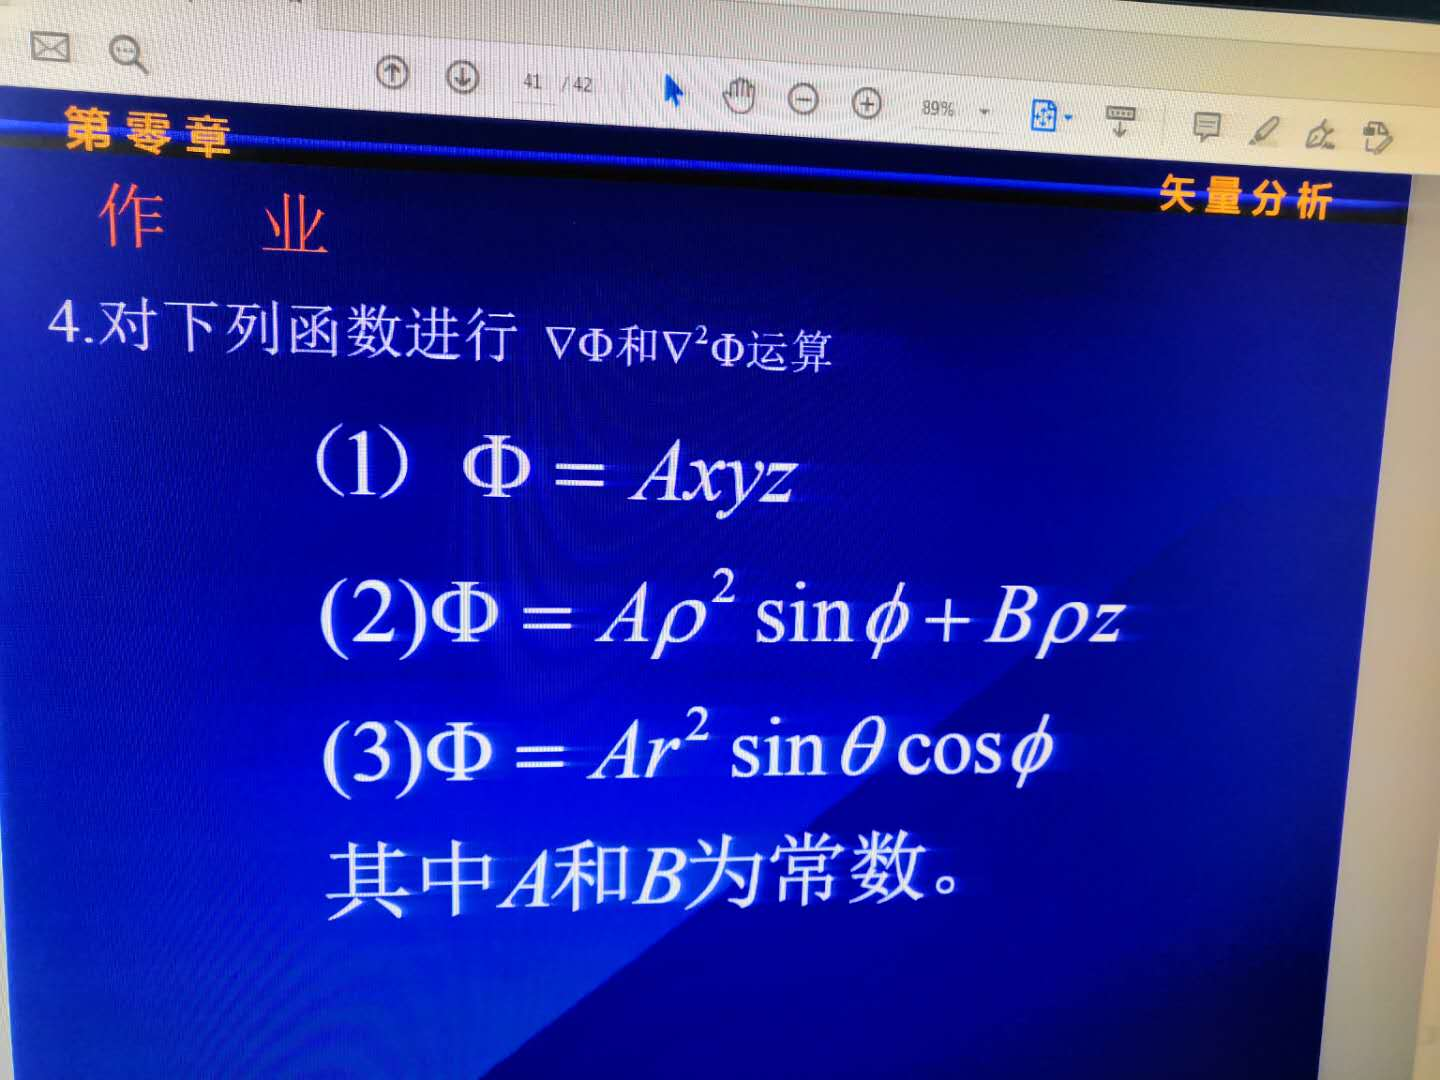 41 / 42
89%
第零章
矢量分析
作 业
4.对下列函数进行 ∇Φ和∇²Φ运算
(1) Φ = Axyz
(2)Φ = Aρ² sinϕ + Bρz
(3)Φ = Ar² sinθ cosϕ
其中A和B为常数。